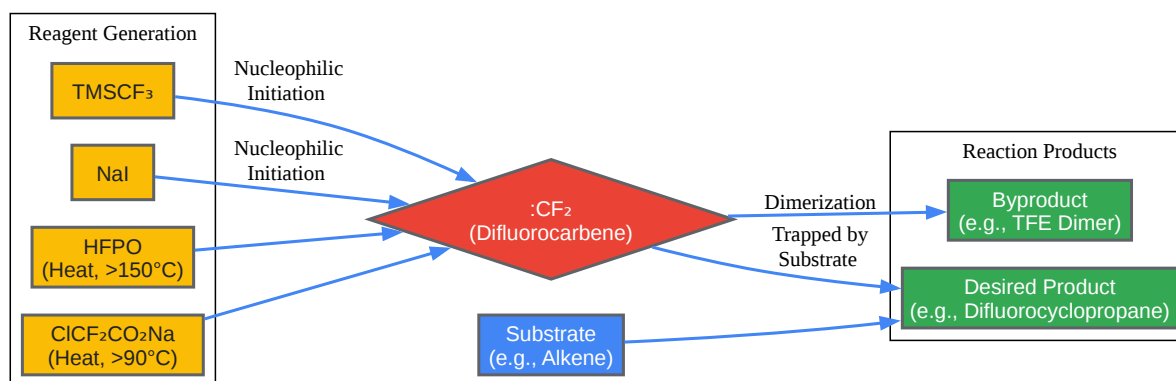 Reagent Generation
TMSCF₃
Nucleophilic
Initiation
NaI
Nucleophilic
Initiation
HFPO
(Heat, >150°C)
ClCF₂CO₂Na
(Heat, >90°C)
:CF₂
(Difluorocarbene)
Substrate
(e.g., Alkene)
Dimerization
Trapped by
Substrate
Reaction Products
Byproduct
(e.g., TFE Dimer)
Desired Product
(e.g., Difluorocyclopropane)